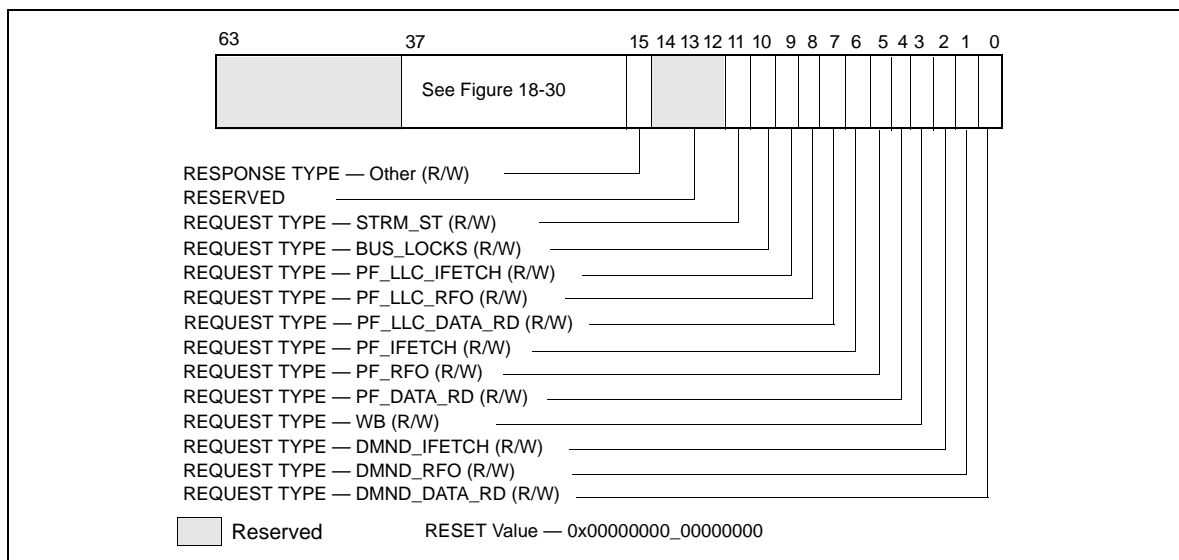 63 37 15 14 13 12 11 10 9 8 7 6 5 4 3 2 1 0
See Figure 18-30
RESPONSE TYPE — Other (R/W)
RESERVED
REQUEST TYPE — STRM_ST (R/W)
REQUEST TYPE — BUS_LOCKS (R/W)
REQUEST TYPE — PF_LLC_IFETCH (R/W)
REQUEST TYPE — PF_LLC_RFO (R/W)
REQUEST TYPE — PF_LLC_DATA_RD (R/W)
REQUEST TYPE — PF_IFETCH (R/W)
REQUEST TYPE — PF_RFO (R/W)
REQUEST TYPE — PF_DATA_RD (R/W)
REQUEST TYPE — WB (R/W)
REQUEST TYPE — DMND_IFETCH (R/W)
REQUEST TYPE — DMND_RFO (R/W)
REQUEST TYPE — DMND_DATA_RD (R/W)
Reserved RESET Value — 0x00000000_00000000